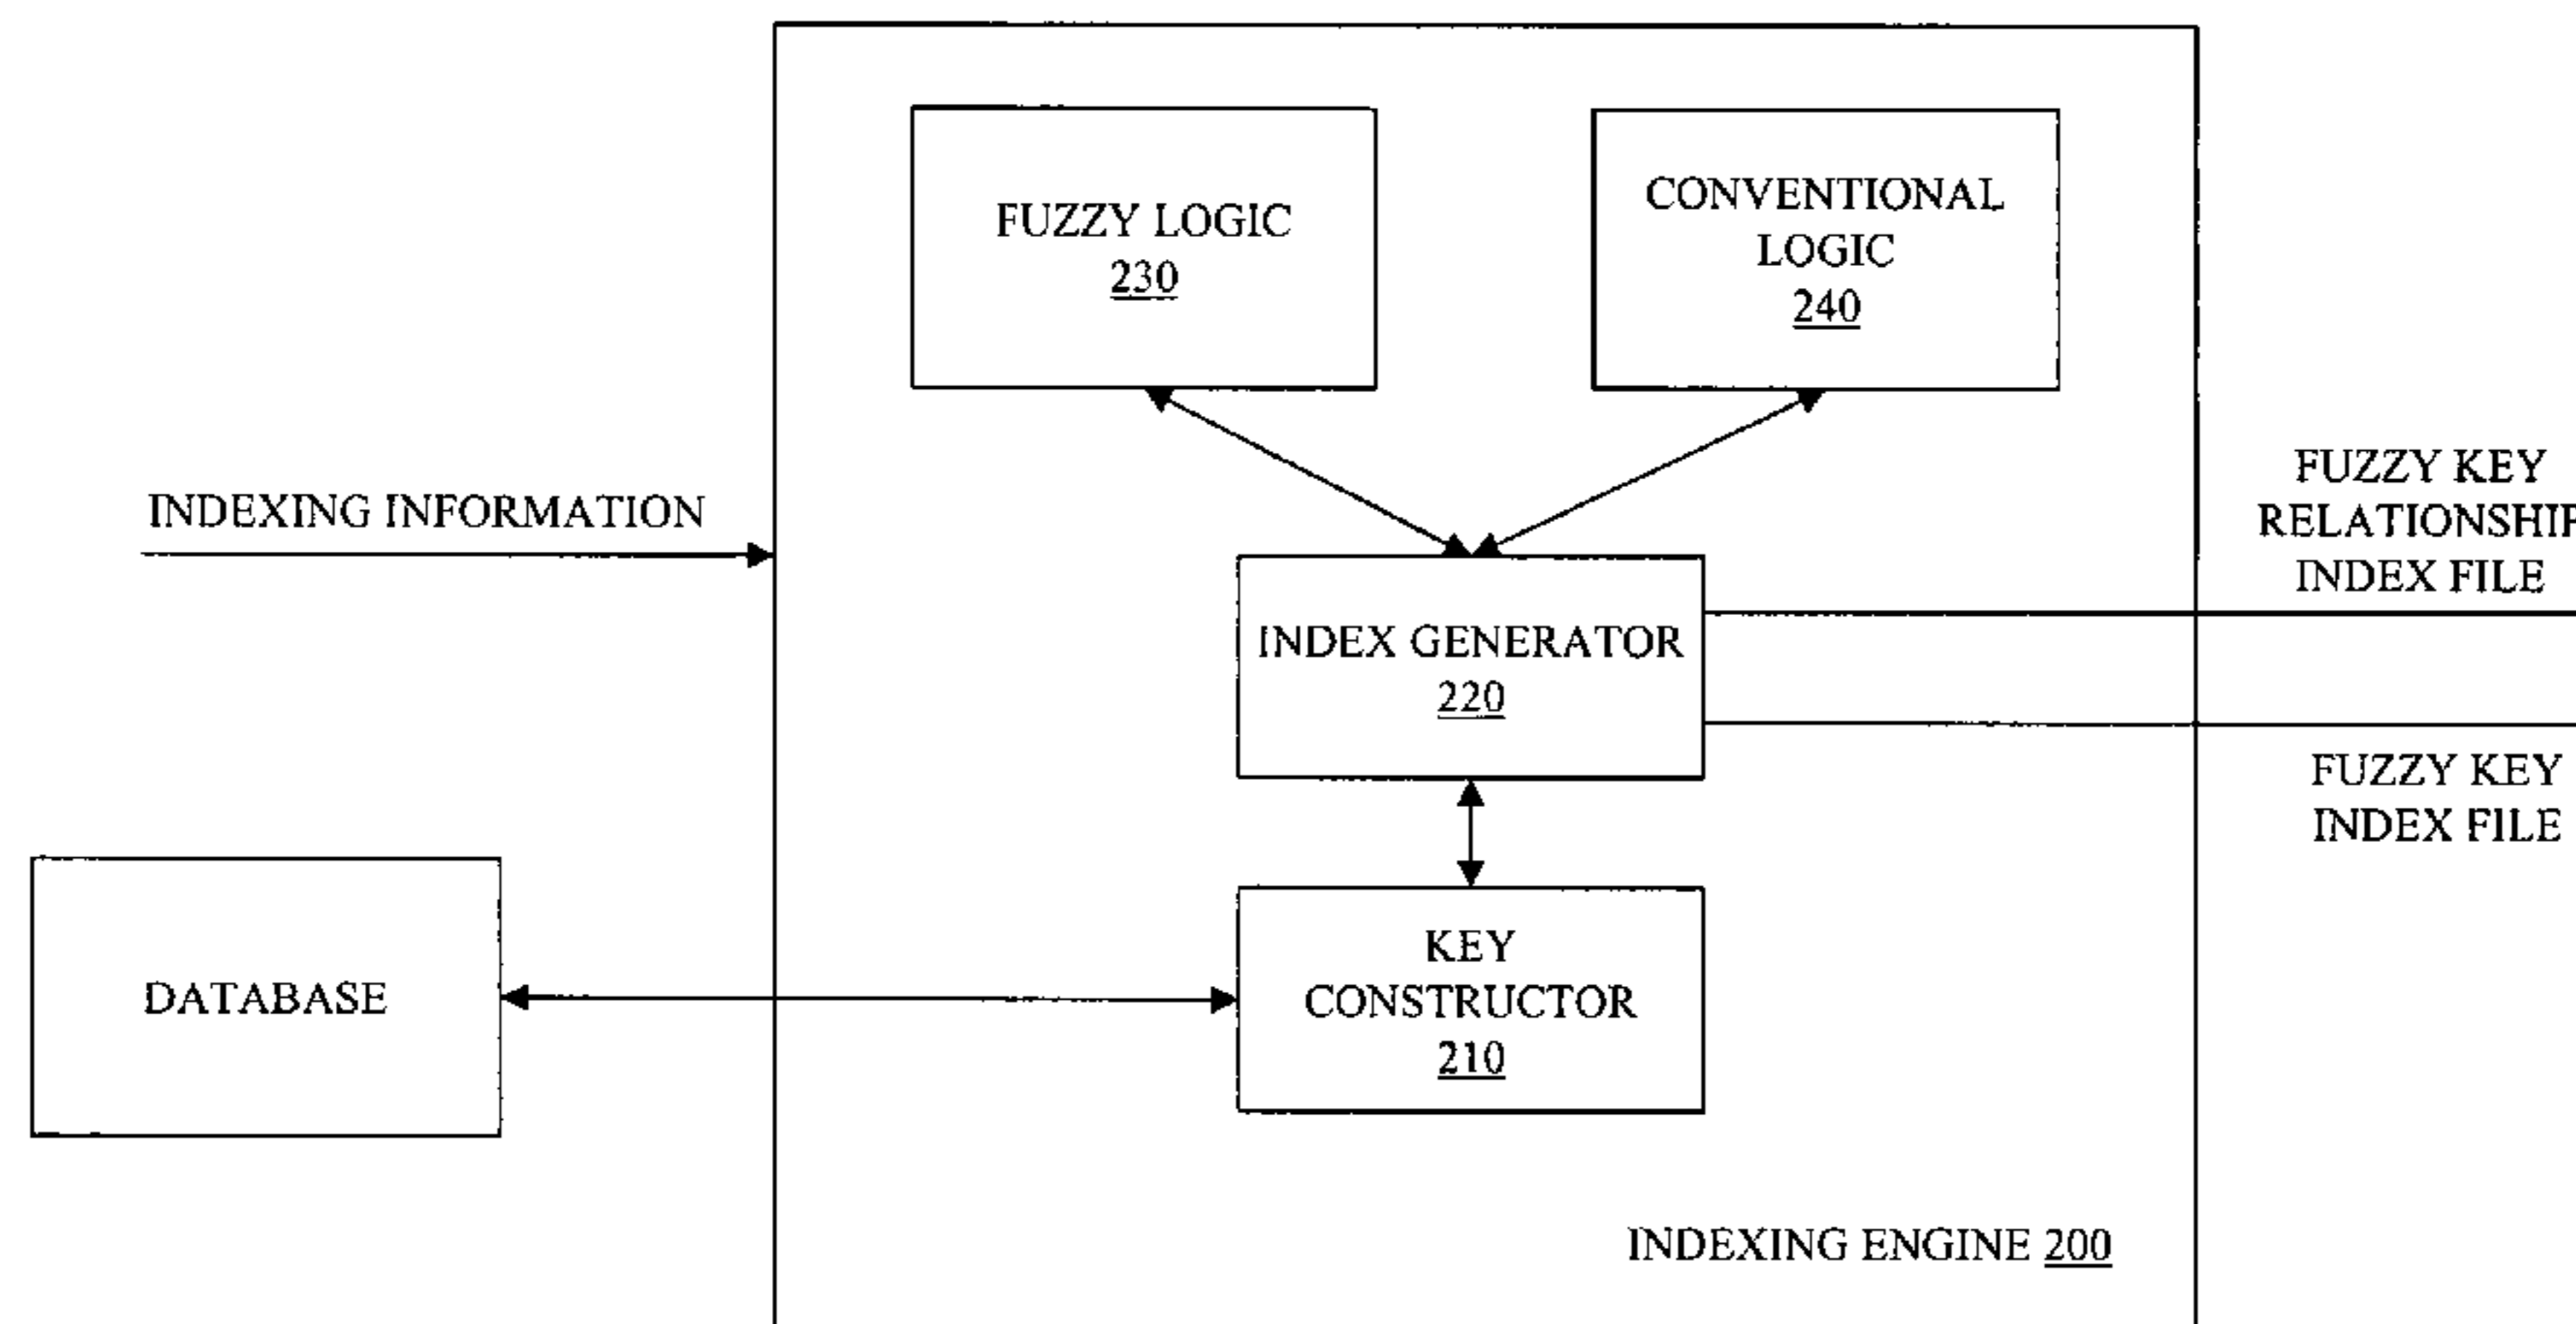 FUZZY LOGIC
230
CONVENTIONAL
LOGIC
240
INDEXING INFORMATION
FUZZY KEY
RELATIONSHIP
INDEX FILE
INDEX GENERATOR
220
FUZZY KEY
INDEX FILE
DATABASE
KEY
CONSTRUCTOR
210
INDEXING ENGINE 200